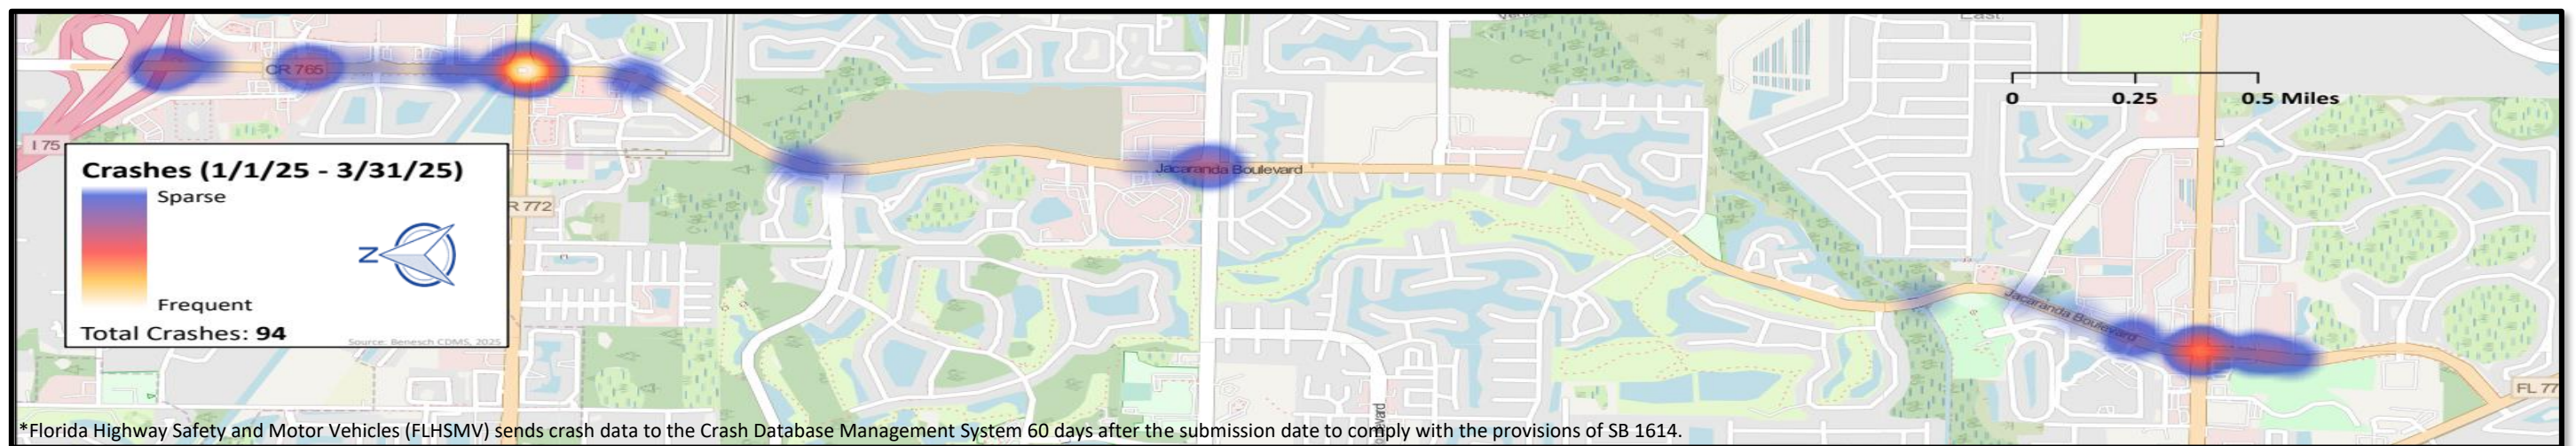 East
CR 765
0 0.25 0.5 Miles
I 75
Crashes (1/1/25 - 3/31/25)
Sparse
Jacaranda Boulevard
R 772
N
Jacaranda Boulevard
Frequent
Total Crashes: 94
Source: Benesch CDMS, 2025
FL 77
*Florida Highway Safety and Motor Vehicles (FLHSMV) sends crash data to the Crash Database Management System 60 days after the submission date to comply with the provisions of SB 1614.